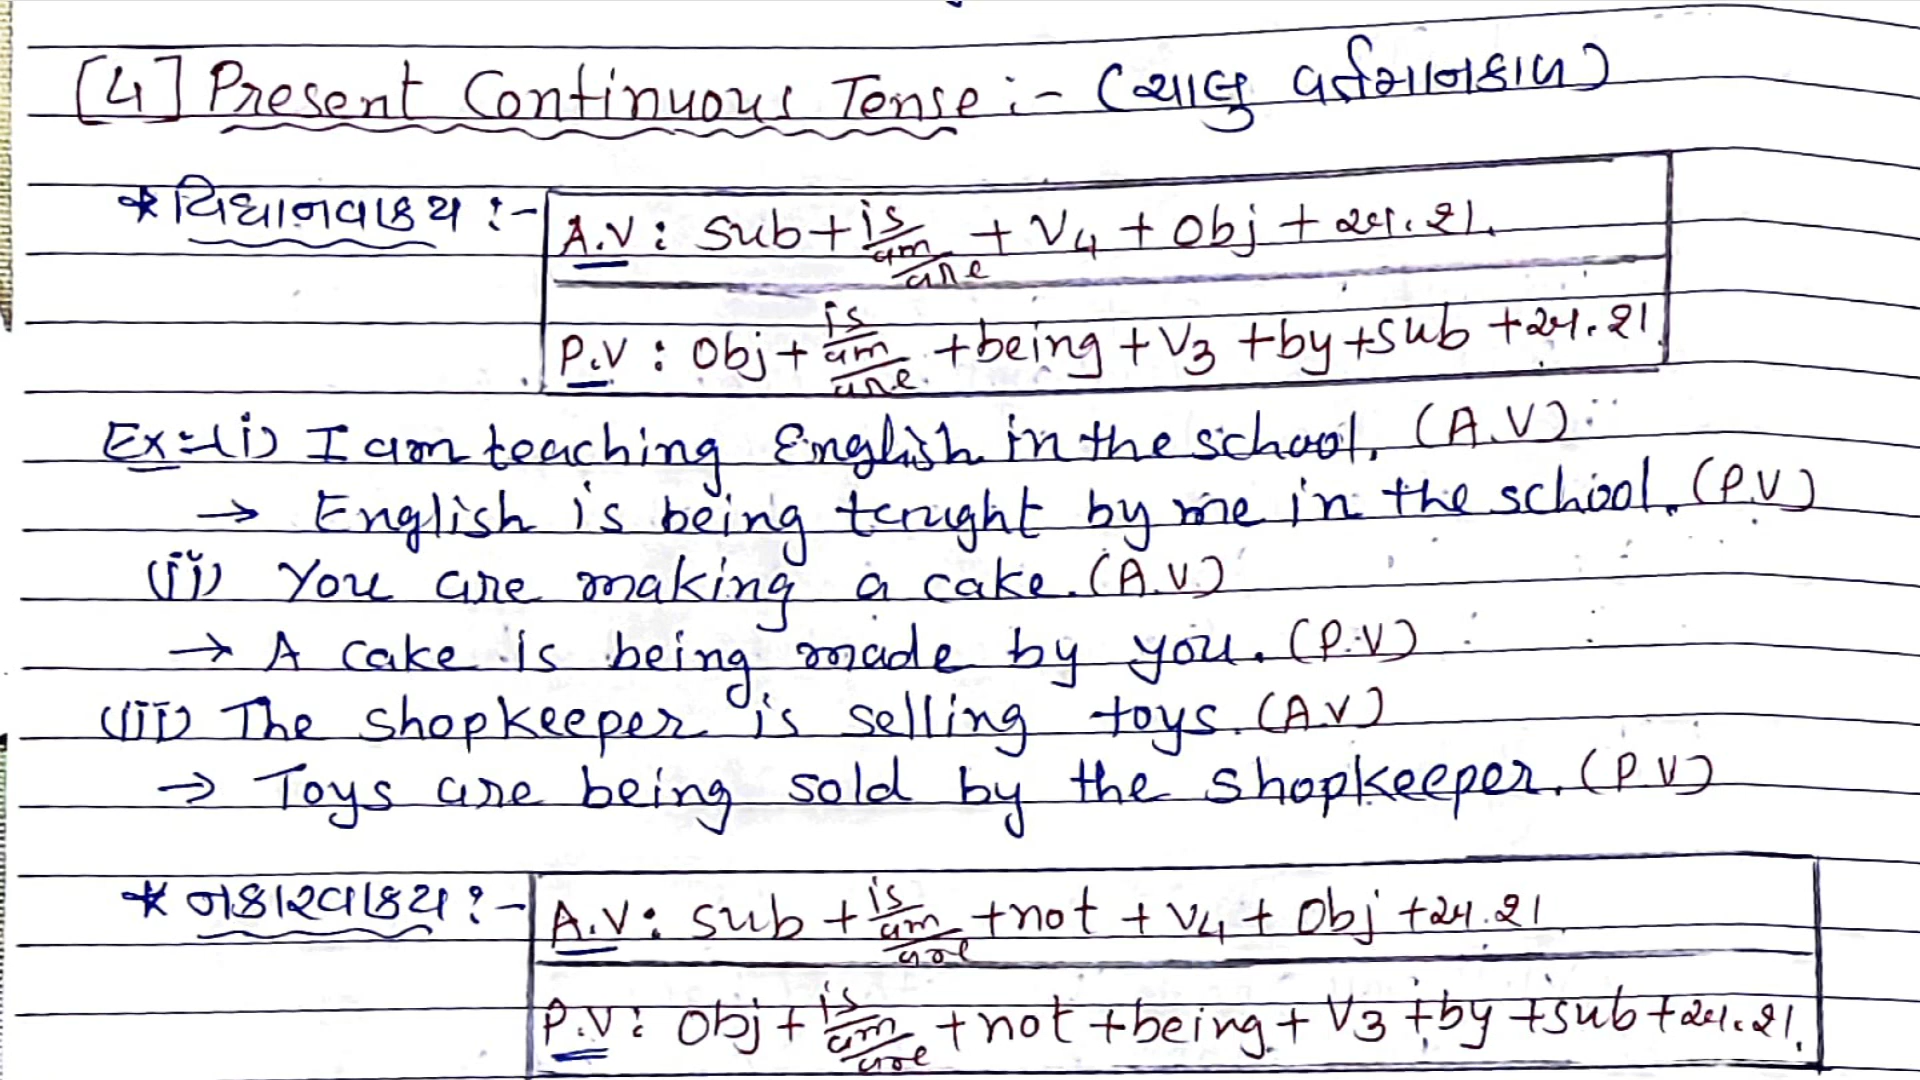 [4] Present Continuous Tense :- (ચાલુ વર્તમાનકાળ)
* વિધાનવાક્ય :-
A.V : Sub + is/am/are + V4 + Obj + અ.શ.
P.V : Obj + is/am/are + being + V3 + by + Sub + અ.શ.
Ex :- (i) I am teaching English in the school. (A.V)
→ English is being taught by me in the school. (P.V)
(ii) You are making a cake. (A.V)
→ A cake is being made by you. (P.V)
(iii) The shopkeeper is selling toys. (A.V)
→ Toys are being sold by the shopkeeper. (P.V)
* નકારવાક્ય :-
A.V : Sub + is/am/are + not + V4 + Obj + અ.શ.
P.V : Obj + is/am/are + not + being + V3 + by + Sub + અ.શ.